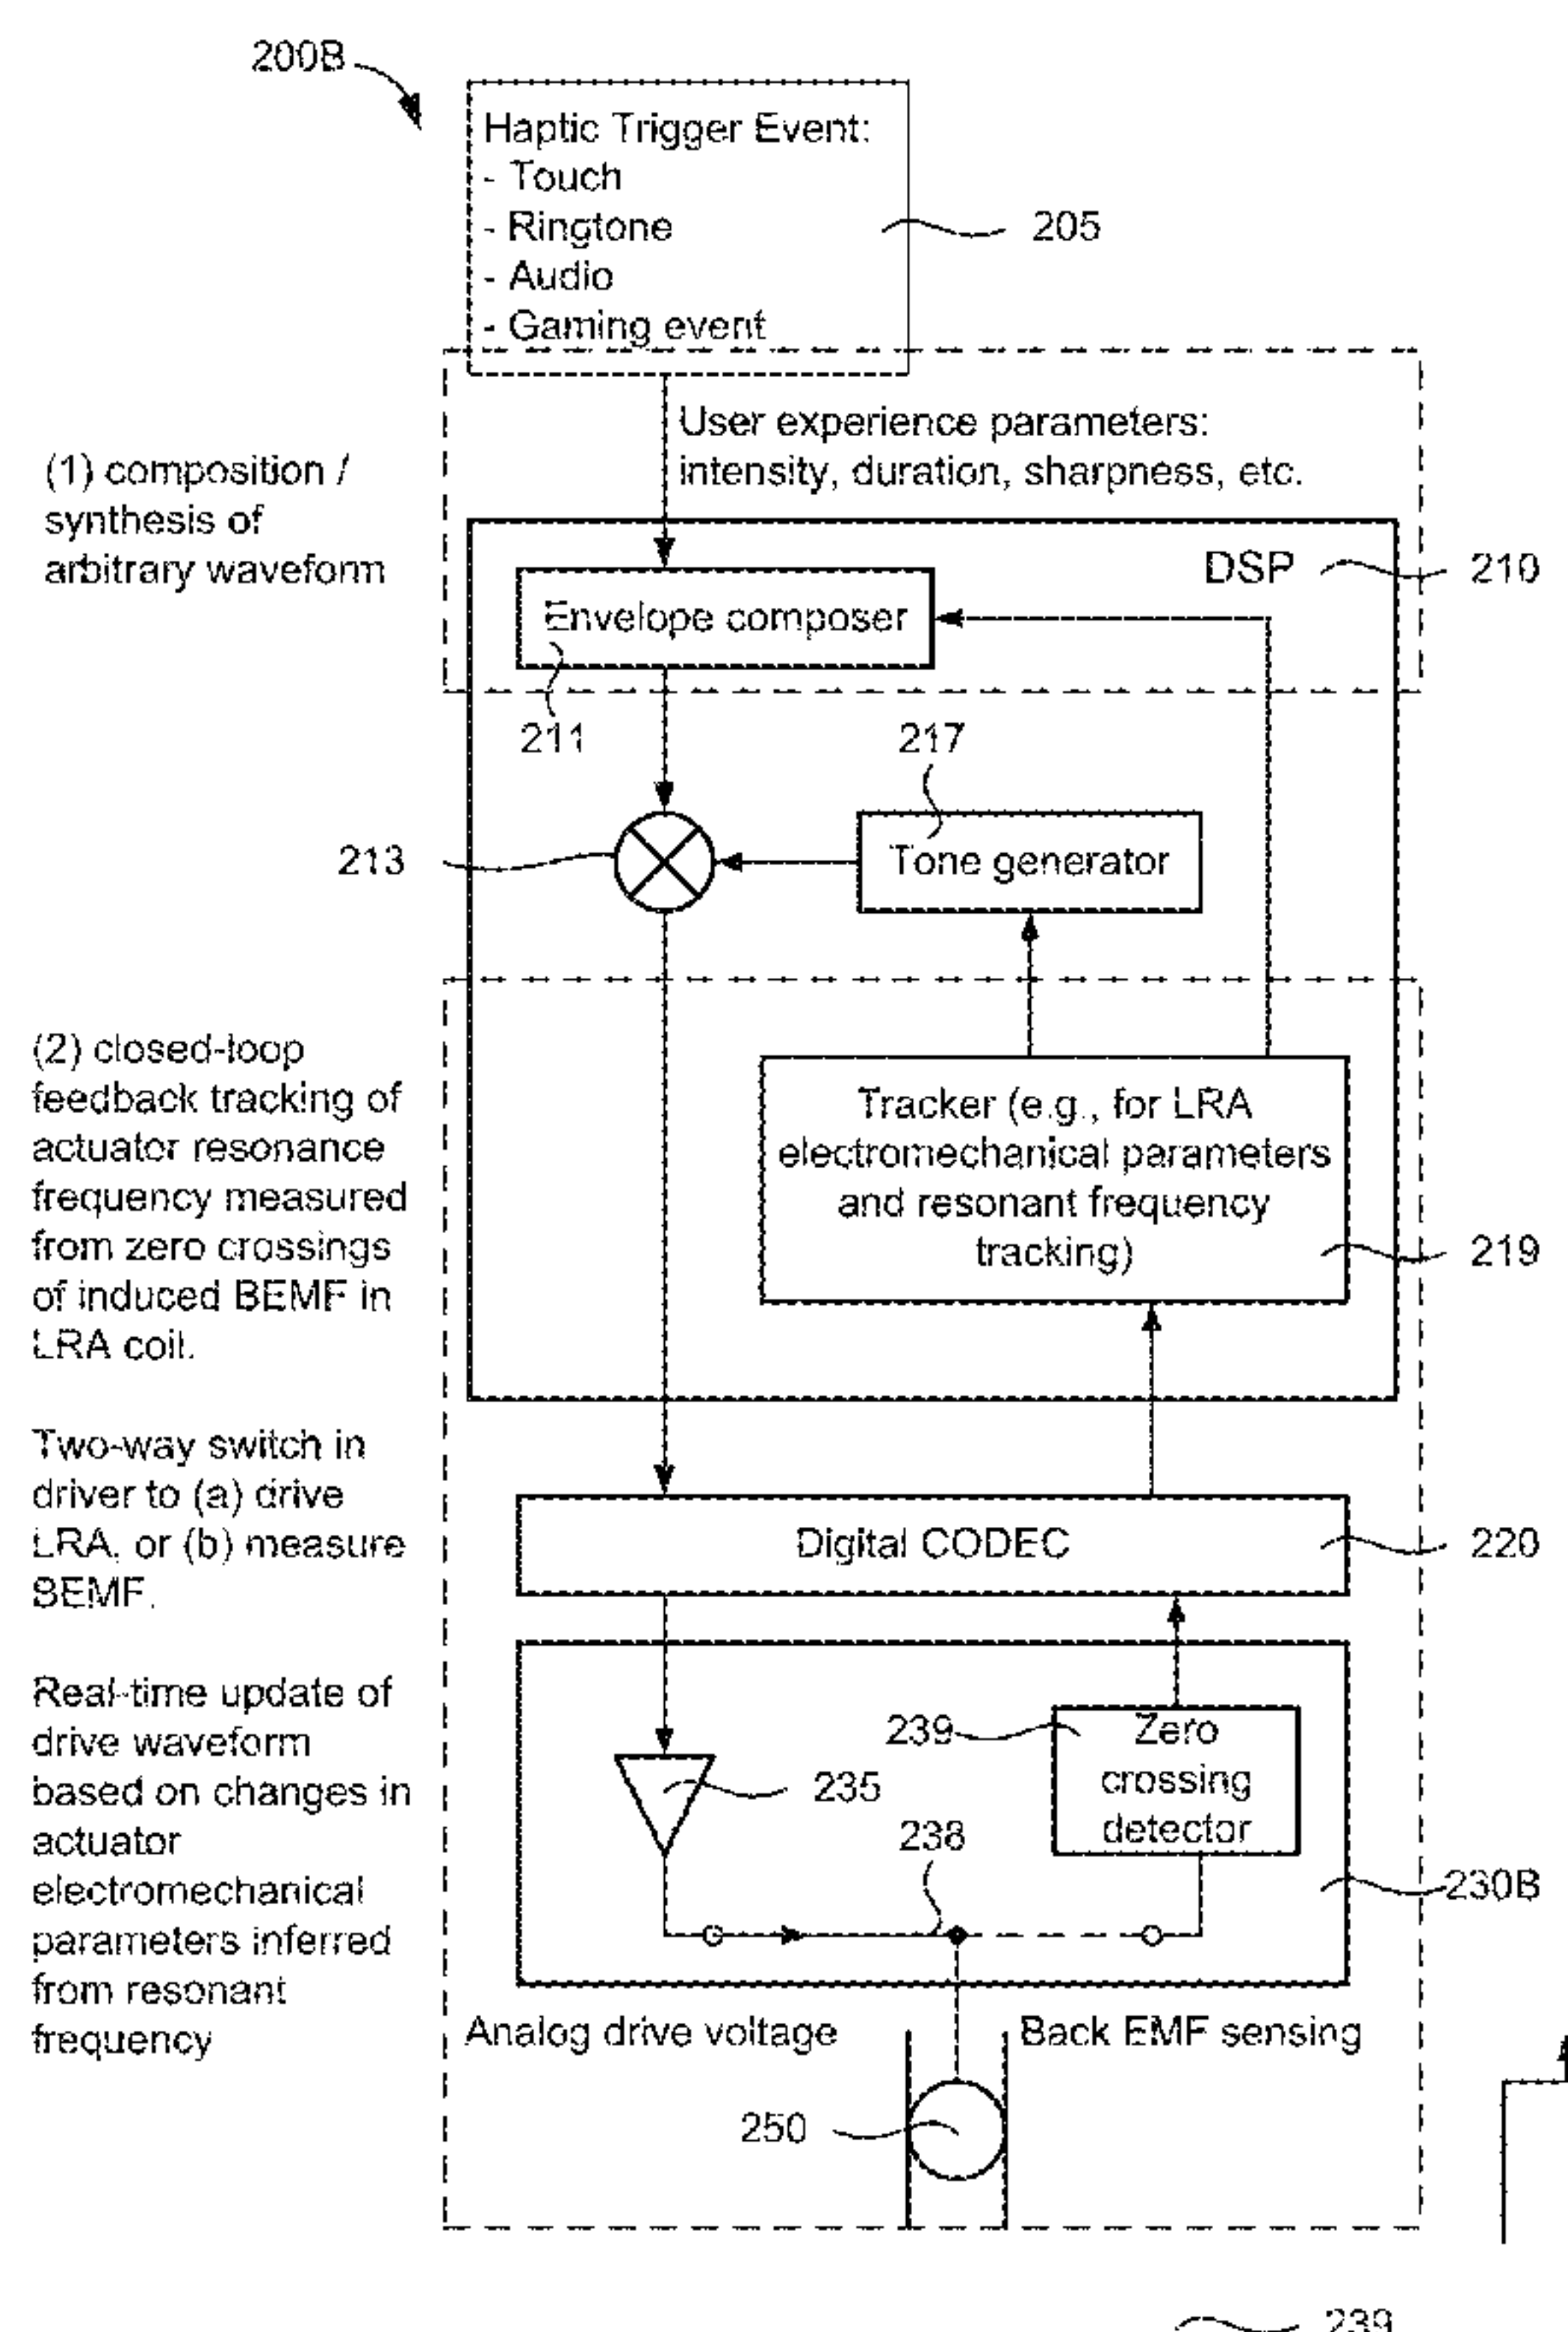 200B
Haptic Trigger Event:
- Touch
- Ringtone
- Audio
- Gaming event
205
User experience parameters:
intensity, duration, sharpness, etc.
(1) composition /
synthesis of
arbitrary waveform
DSP
210
Envelope composer
211
217
213
Tone generator
(2) closed-loop
feedback tracking of
actuator resonance
frequency measured
from zero crossings
of induced BEMF in
LRA coil.
Tracker (e.g., for LRA
electromechanical parameters
and resonant frequency
tracking)
219
Two-way switch in
driver to (a) drive
LRA, or (b) measure
BEMF.
Digital CODEC
220
Real-time update of
drive waveform
based on changes in
actuator
electromechanical
parameters inferred
from resonant
frequency
239
Zero
crossing
detector
235
238
230B
Analog drive voltage
Back EMF sensing
250
239